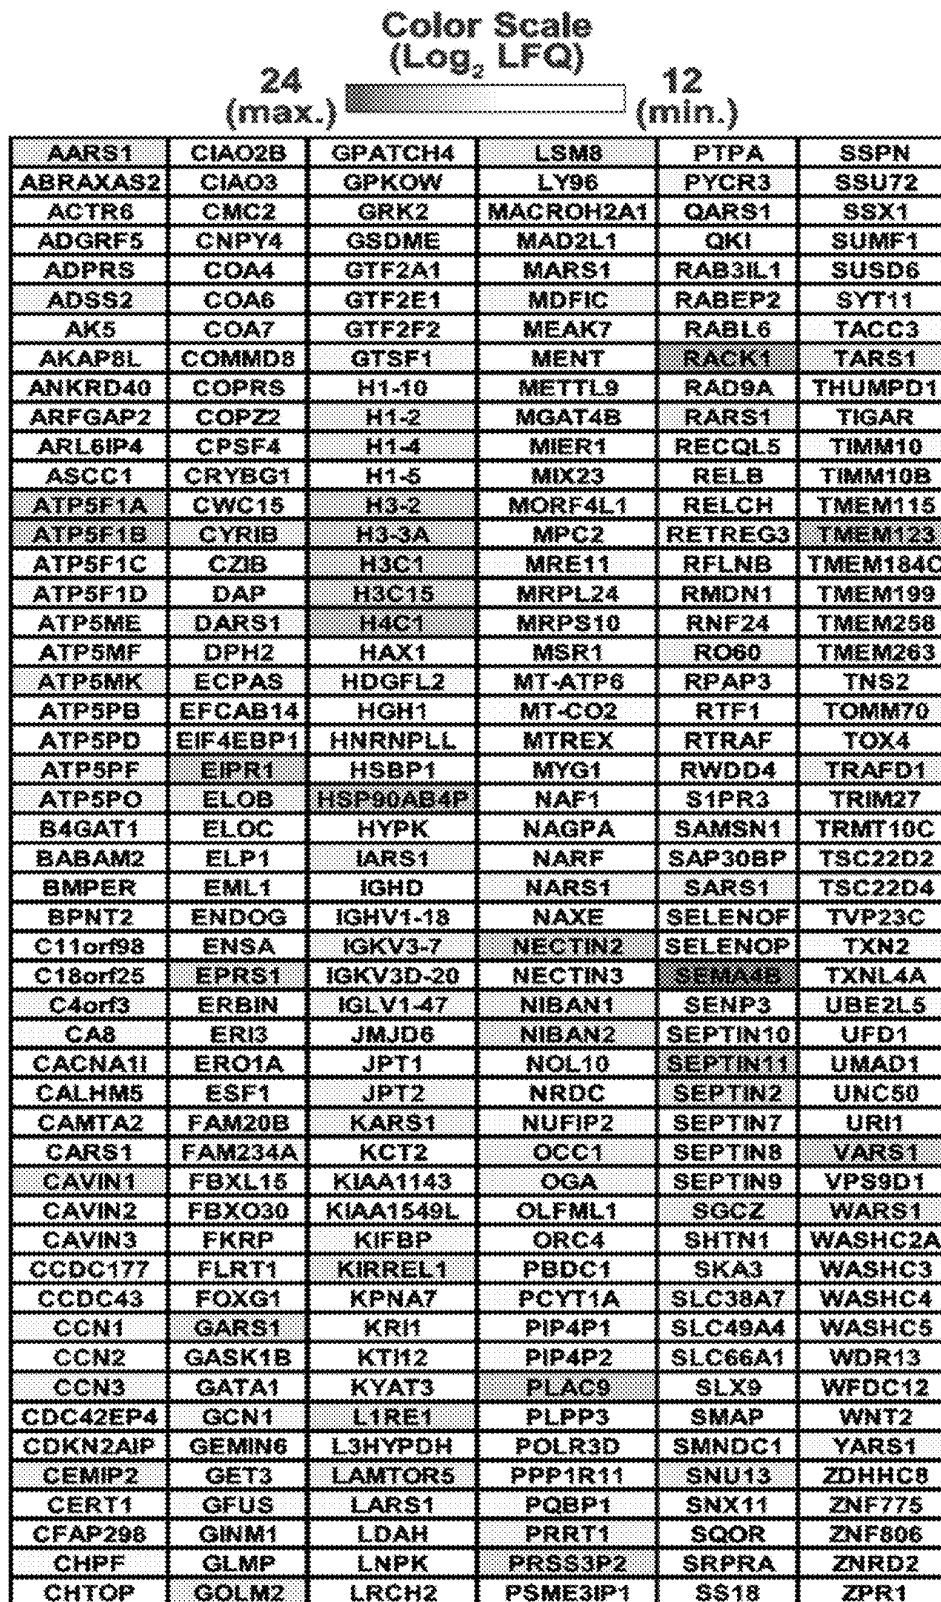 Color Scale
(Log2 LFQ)
24 12
(max.) (min.)
AARS1 CIAO2B GPATCH4 LSM8 PTPA SSPN
ABRAXAS2 CIAO3 GPKOW LY96 PYCR3 SSU72
ACTR6 CMC2 GRK2 MACROH2A1 QARS1 SSX1
ADGRF5 CNPY4 GSDME MAD2L1 QKI SUMF1
ADPRS COA4 GTF2A1 MARS1 RAB3IL1 SUSD6
ADSS2 COA6 GTF2E1 MDFIC RABEP2 SYT11
AK5 COA7 GTF2F2 MEAK7 RABL6 TACC3
AKAP8L COMMD8 GTSF1 MENT RACK1 TARS1
ANKRD40 COPRS H1-10 METTL9 RAD9A THUMPD1
ARFGAP2 COPZ2 H1-2 MGAT4B RARS1 TIGAR
ARL6IP4 CPSF4 H1-4 MIER1 RECQL5 TIMM10
ASCC1 CRYBG1 H1-5 MIX23 RELB TIMM10B
ATP5F1A CWC15 H3-2 MORF4L1 RELCH TMEM115
ATP5F1B CYRIB H3-3A MPC2 RETREG3 TMEM123
ATP5F1C CZIB H3C1 MRE11 RFLNB TMEM184C
ATP5F1D DAP H3C15 MRPL24 RMDN1 TMEM199
ATP5ME DARS1 H4C1 MRPS10 RNF24 TMEM258
ATP5MF DPH2 HAX1 MSR1 RO60 TMEM263
ATP5MK ECPAS HDGFL2 MT-ATP6 RPAP3 TNS2
ATP5PB EFCAB14 HGH1 MT-CO2 RTF1 TOMM70
ATP5PD EIF4EBP1 HNRNPLL MTREX RTRAF TOX4
ATP5PF EIPR1 HSBP1 MYG1 RWDD4 TRAFD1
ATP5PO ELOB HSP90AB4P NAF1 S1PR3 TRIM27
B4GAT1 ELOC HYPK NAGPA SAMSN1 TRMT10C
BABAM2 ELP1 IARS1 NARF SAP30BP TSC22D2
BMPER EML1 IGHD NARS1 SARS1 TSC22D4
BPNT2 ENDOG IGHV1-18 NAXE SELENOF TVP23C
C11orf98 ENSA IGKV3-7 NECTIN2 SELENOP TXN2
C18orf25 EPRS1 IGKV3D-20 NECTIN3 SEMA4B TXNL4A
C4orf3 ERBIN IGLV1-47 NIBAN1 SENP3 UBE2L5
CA8 ERI3 JMJD6 NIBAN2 SEPTIN10 UFD1
CACNA1I ERO1A JPT1 NOL10 SEPTIN11 UMAD1
CALHM5 ESF1 JPT2 NRDC SEPTIN2 UNC50
CAMTA2 FAM20B KARS1 NUFIP2 SEPTIN7 URI1
CARS1 FAM234A KCT2 OCC1 SEPTIN8 VARS1
CAVIN1 FBXL15 KIAA1143 OGA SEPTIN9 VPS9D1
CAVIN2 FBXO30 KIAA1549L OLFML1 SGCZ WARS1
CAVIN3 FKRP KIFBP ORC4 SHTN1 WASHC2A
CCDC177 FLRT1 KIRREL1 PBDC1 SKA3 WASHC3
CCDC43 FOXG1 KPNA7 PCYT1A SLC38A7 WASHC4
CCN1 GARS1 KRI1 PIP4P1 SLC49A4 WASHC5
CCN2 GASK1B KTI12 PIP4P2 SLC66A1 WDR13
CCN3 GATA1 KYAT3 PLAC9 SLX9 WFDC12
CDC42EP4 GCN1 L1RE1 PLPP3 SMAP WNT2
CDKN2AIP GEMIN6 L3HYPDH POLR3D SMNDC1 YARS1
CEMIP2 GET3 LAMTOR5 PPP1R11 SNU13 ZDHHC8
CERT1 GFUS LARS1 PQBP1 SNX11 ZNF775
CFAP298 GINM1 LDAH PRRT1 SQOR ZNF806
CHPF GLMP LNPK PRSS3P2 SRPRA ZNRD2
CHTOP GOLM2 LRCH2 PSME3IP1 SS18 ZPR1